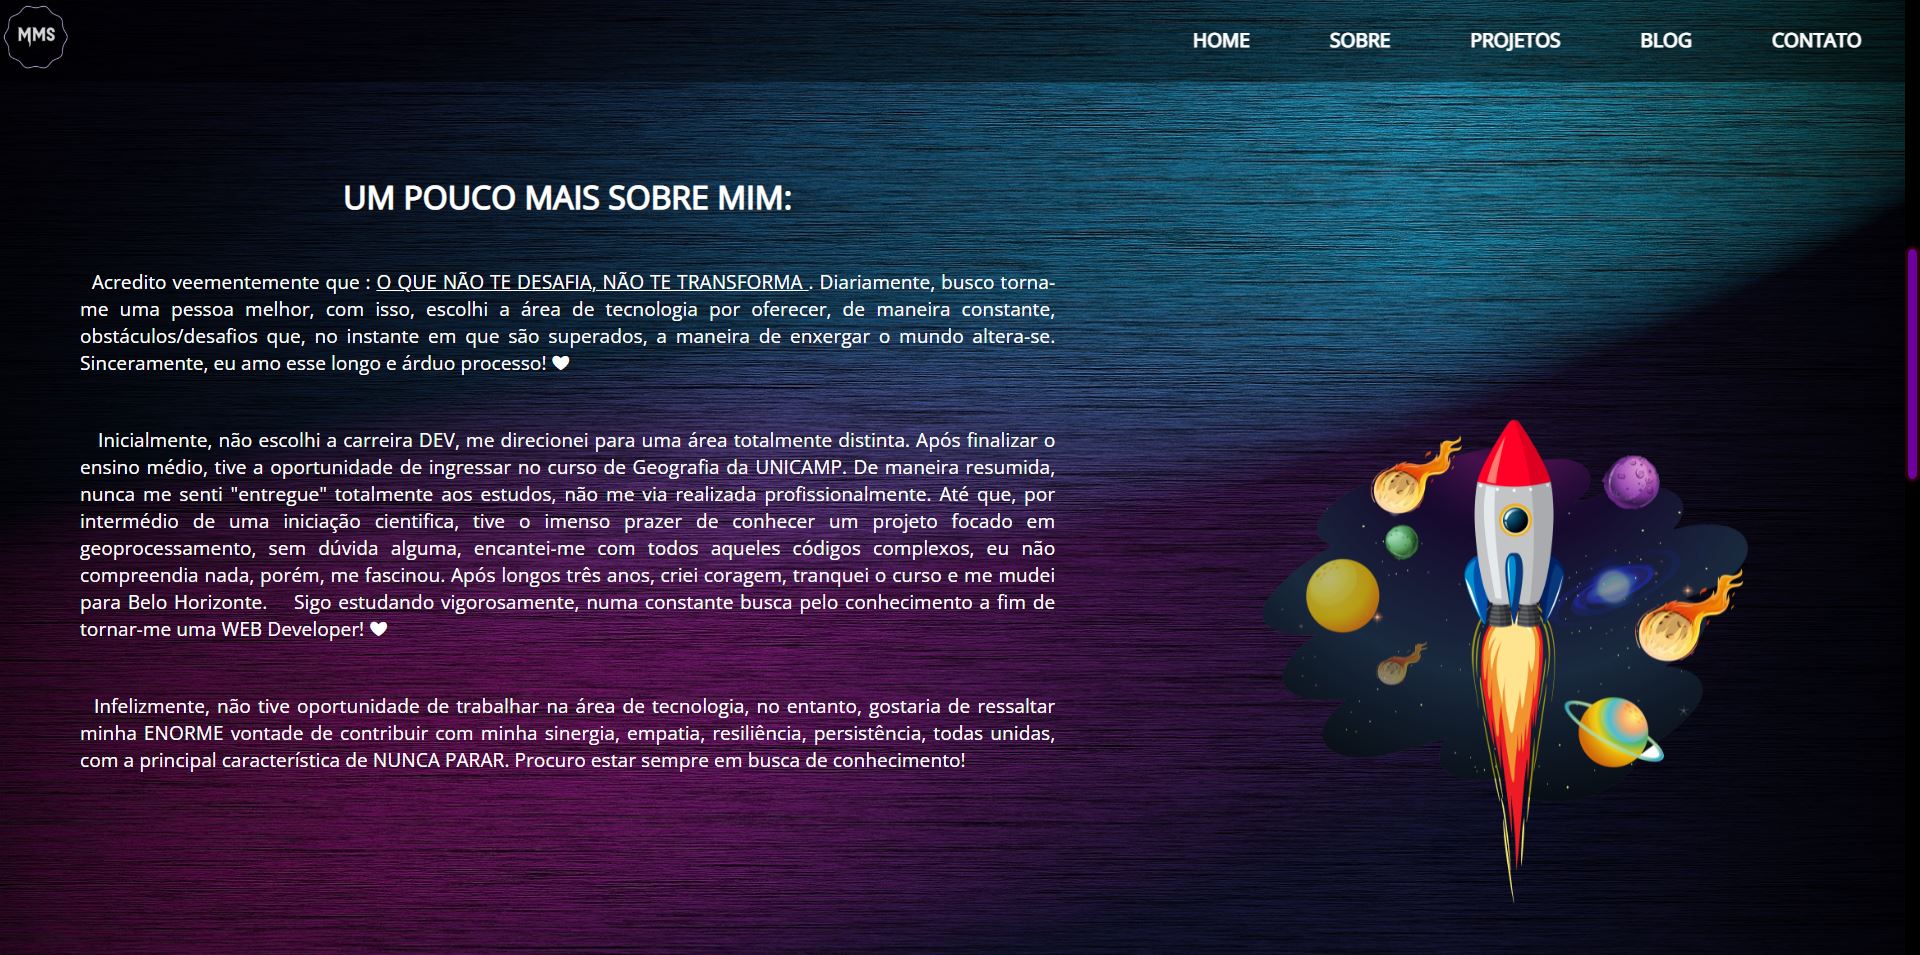 MMS
HOME SOBRE PROJETOS BLOG CONTATO
UM POUCO MAIS SOBRE MIM:
Acredito veementemente que : O QUE NÃO TE DESAFIA, NÃO TE TRANSFORMA . Diariamente, busco torna-
me uma pessoa melhor, com isso, escolhi a área de tecnologia por oferecer, de maneira constante,
obstáculos/desafios que, no instante em que são superados, a maneira de enxergar o mundo altera-se.
Sinceramente, eu amo esse longo e árduo processo!
Inicialmente, não escolhi a carreira DEV, me direcionei para uma área totalmente distinta. Após finalizar o
ensino médio, tive a oportunidade de ingressar no curso de Geografia da UNICAMP. De maneira resumida,
nunca me senti "entregue" totalmente aos estudos, não me via realizada profissionalmente. Até que, por
intermédio de uma iniciação cientifica, tive o imenso prazer de conhecer um projeto focado em
geoprocessamento, sem dúvida alguma, encantei-me com todos aqueles códigos complexos, eu não
compreendia nada, porém, me fascinou. Após longos três anos, criei coragem, tranquei o curso e me mudei
para Belo Horizonte. Sigo estudando vigorosamente, numa constante busca pelo conhecimento a fim de
tornar-me uma WEB Developer!
Infelizmente, não tive oportunidade de trabalhar na área de tecnologia, no entanto, gostaria de ressaltar
minha ENORME vontade de contribuir com minha sinergia, empatia, resiliência, persistência, todas unidas,
com a principal característica de NUNCA PARAR. Procuro estar sempre em busca de conhecimento!